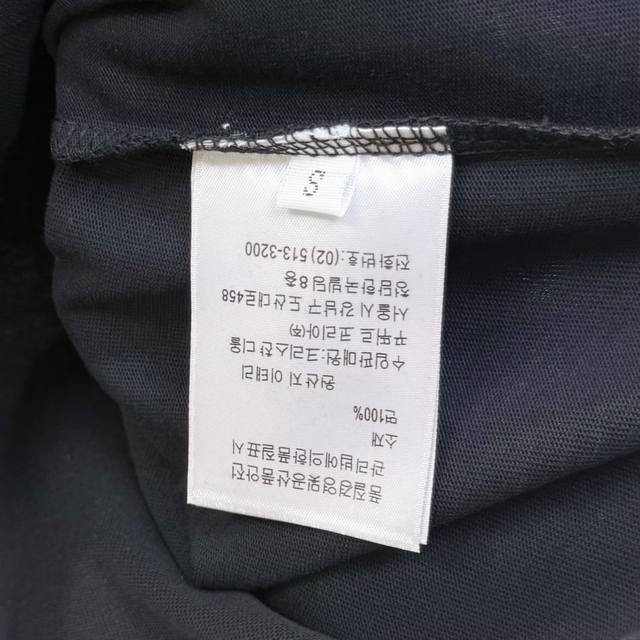 품질경영및공산품안전
관리법에의한품질표시
소재
면100%
원산지 이태리
수입판매원:크리스챤 디올
꾸뛰르 코리아㈜
서울시 강남구 도산대로458
청담한국빌딩 8층
전화번호: (02) 513-3200
S